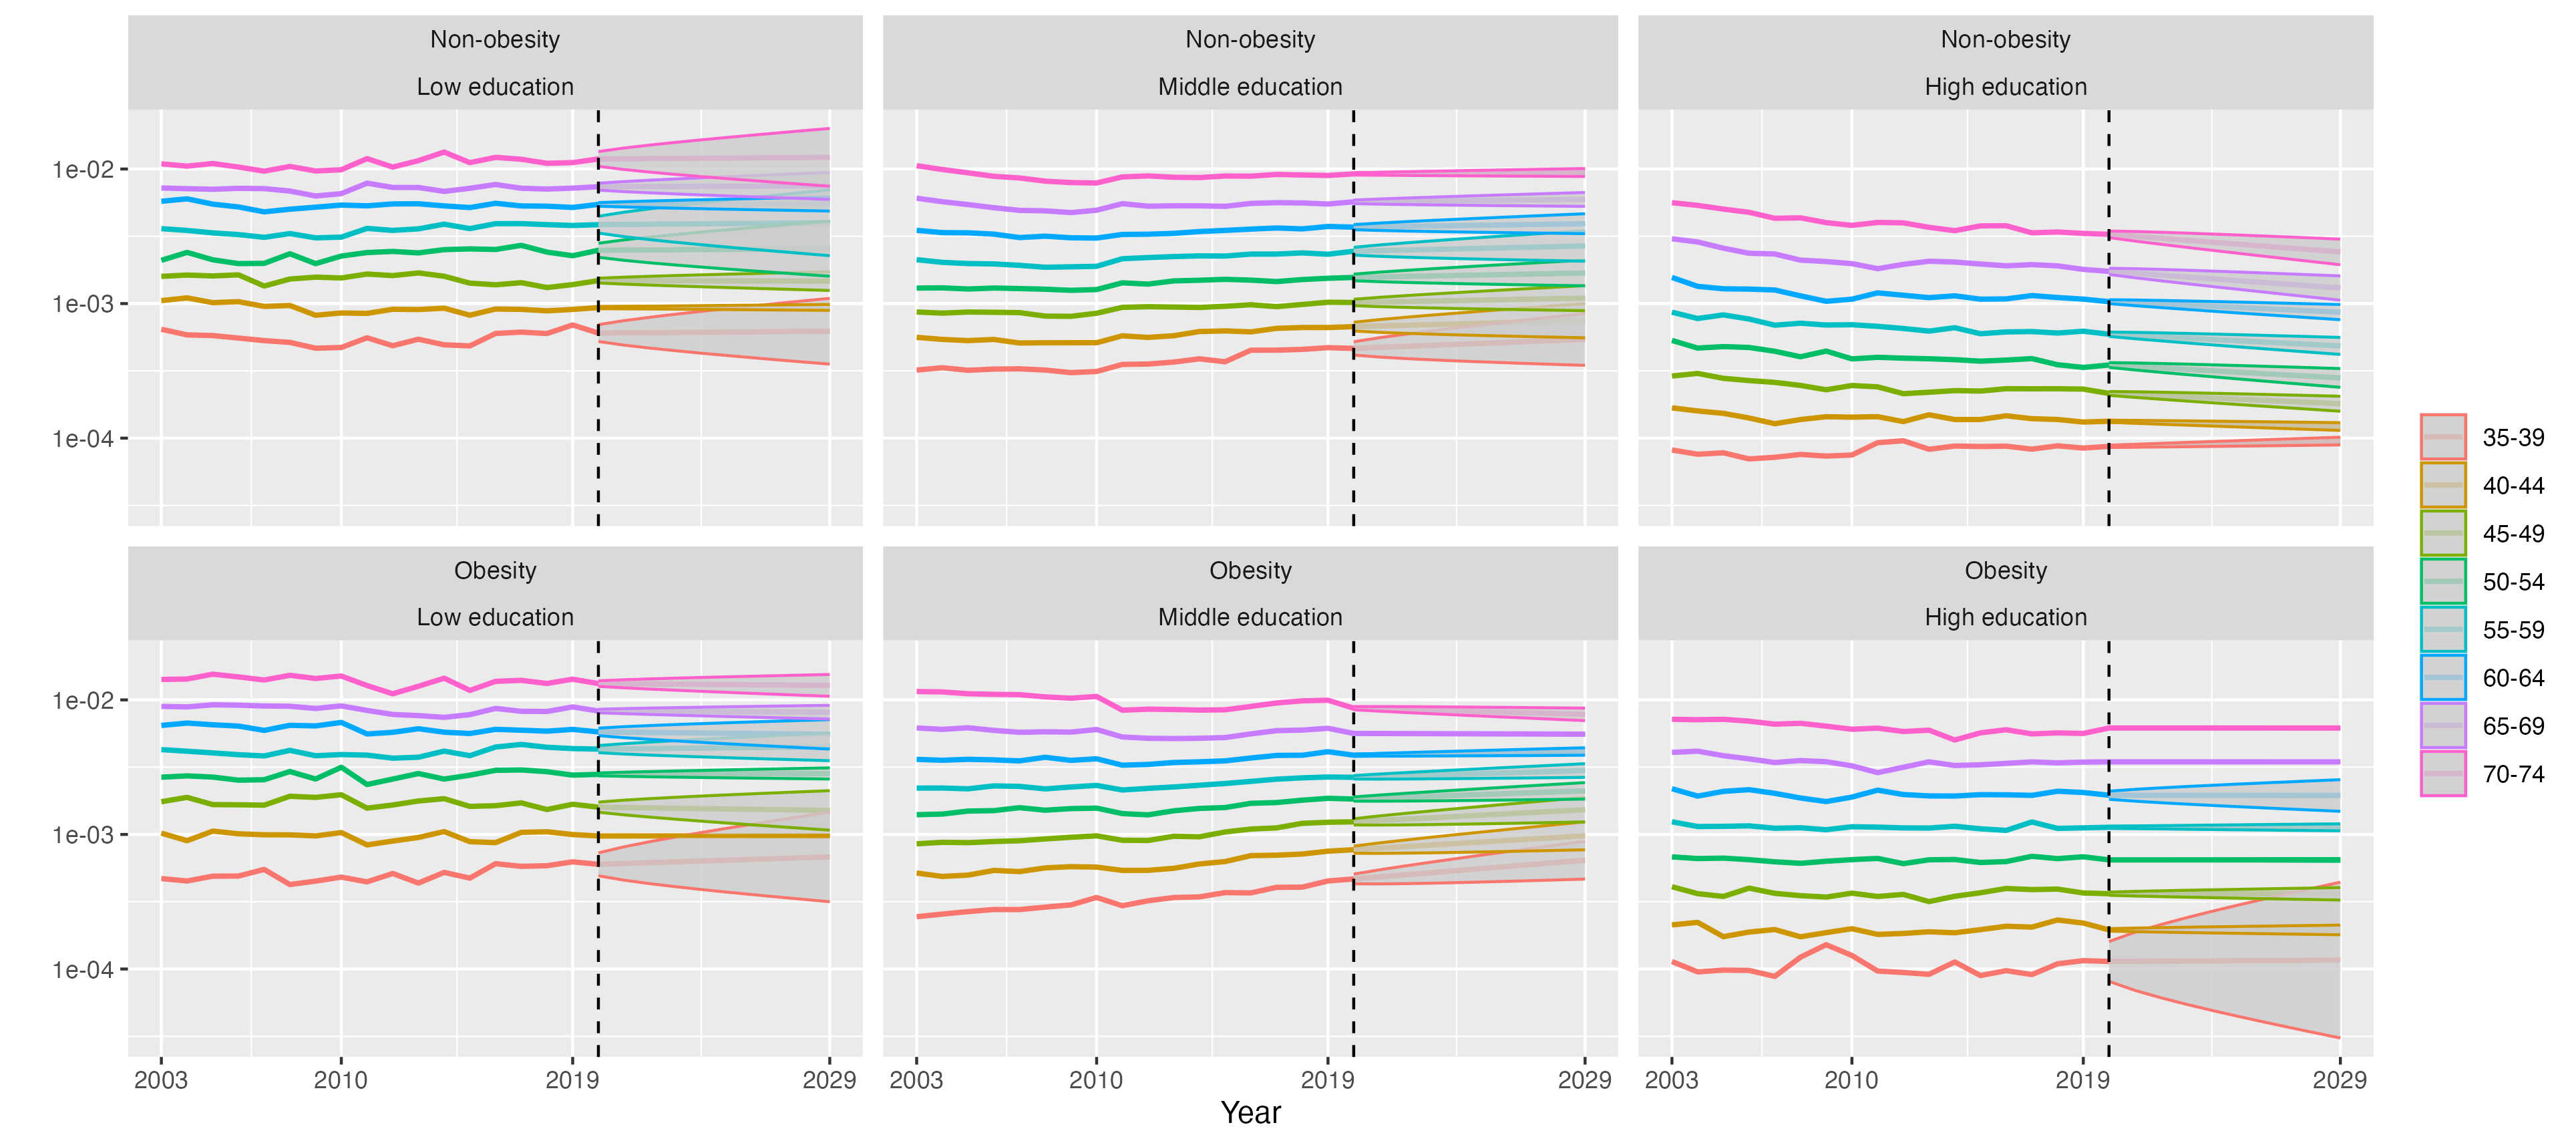 Non-obesity
Low education
Non-obesity
Middle education
Non-obesity
High education
1e-02
1e-03
1e-04
Obesity
Low education
Obesity
Middle education
Obesity
High education
1e-02
1e-03
1e-04
2003 2010 2019 2029 2003 2010 2019 2029 2003 2010 2019 2029
Year
35-39
40-44
45-49
50-54
55-59
60-64
65-69
70-74